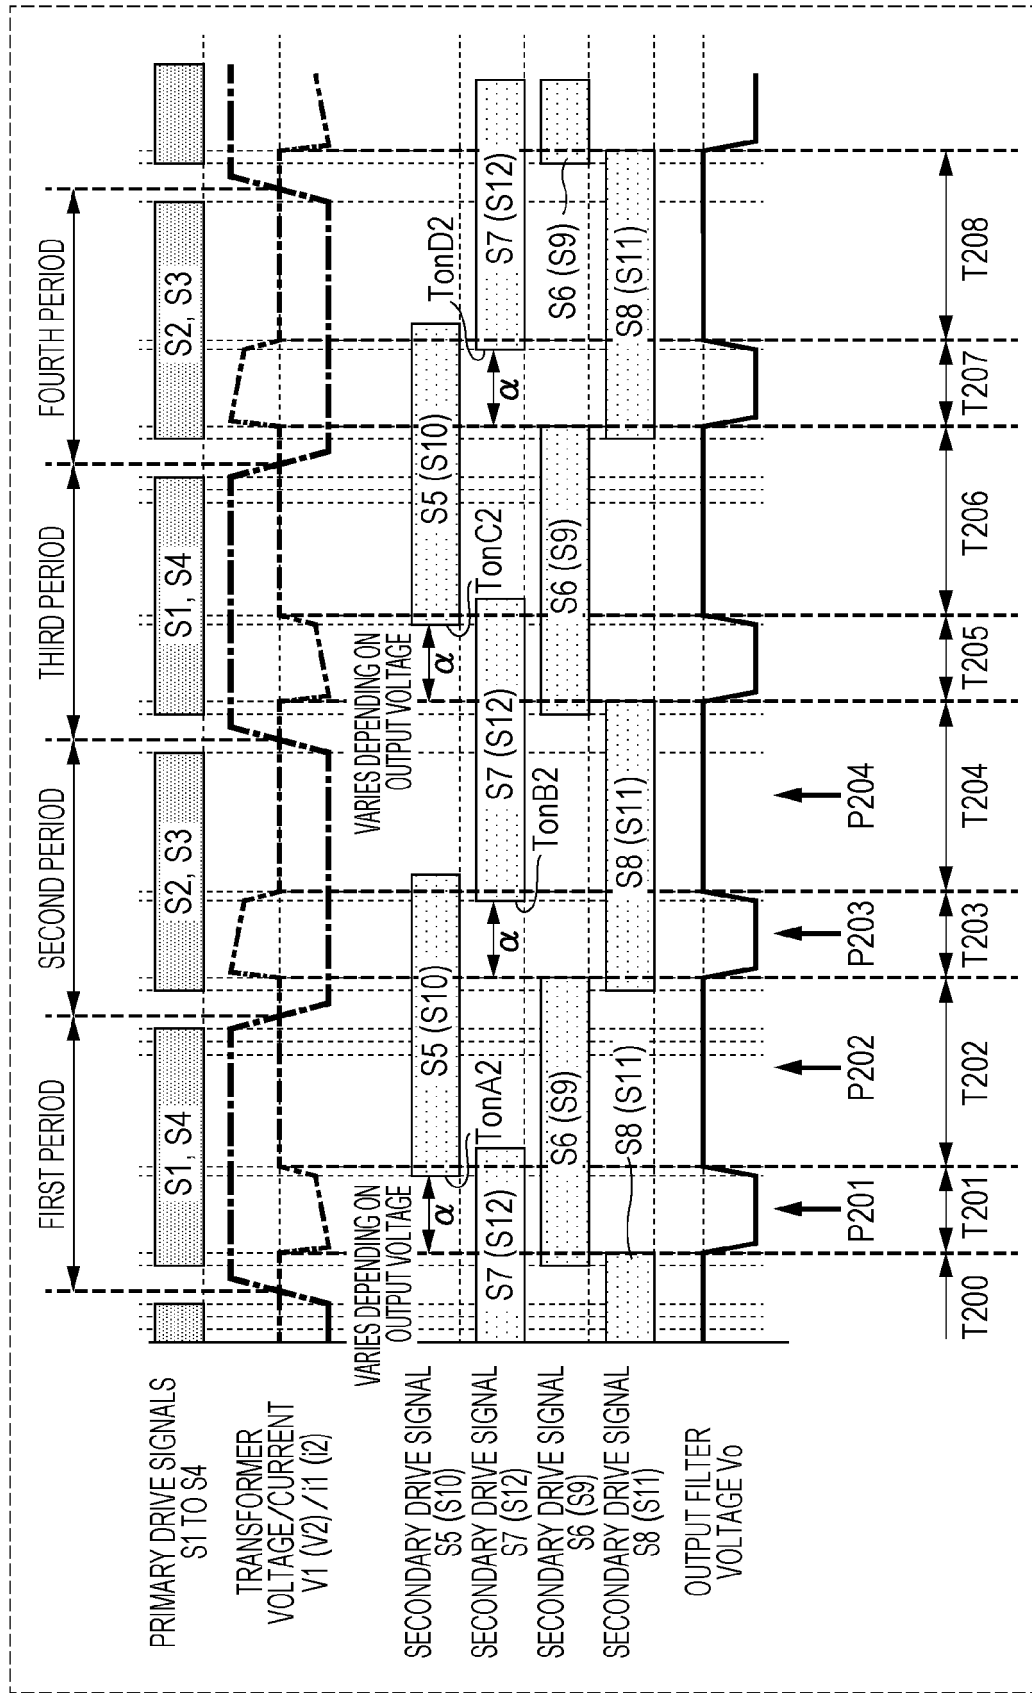 FIRST PERIOD
SECOND PERIOD
THIRD PERIOD
FOURTH PERIOD
PRIMARY DRIVE SIGNALS
S1 TO S4
S1, S4
S2, S3
S1, S4
S2, S3
TRANSFORMER
VOLTAGE/CURRENT
V1 (V2) / i1 (i2)
VARIES DEPENDING ON
OUTPUT VOLTAGE
VARIES DEPENDING ON
OUTPUT VOLTAGE
SECONDARY DRIVE SIGNAL
S5 (S10)
α
S5 (S10)
α
S5 (S10)
TonA2
TonC2
TonD2
SECONDARY DRIVE SIGNAL
S7 (S12)
S7 (S12)
α
S7 (S12)
α
S7 (S12)
TonB2
SECONDARY DRIVE SIGNAL
S6 (S9)
S6 (S9)
S6 (S9)
S6 (S9)
SECONDARY DRIVE SIGNAL
S8 (S11)
S8 (S11)
S8 (S11)
S8 (S11)
OUTPUT FILTER
VOLTAGE Vo
P201
P202
P203
P204
T200
T201
T202
T203
T204
T205
T206
T207
T208